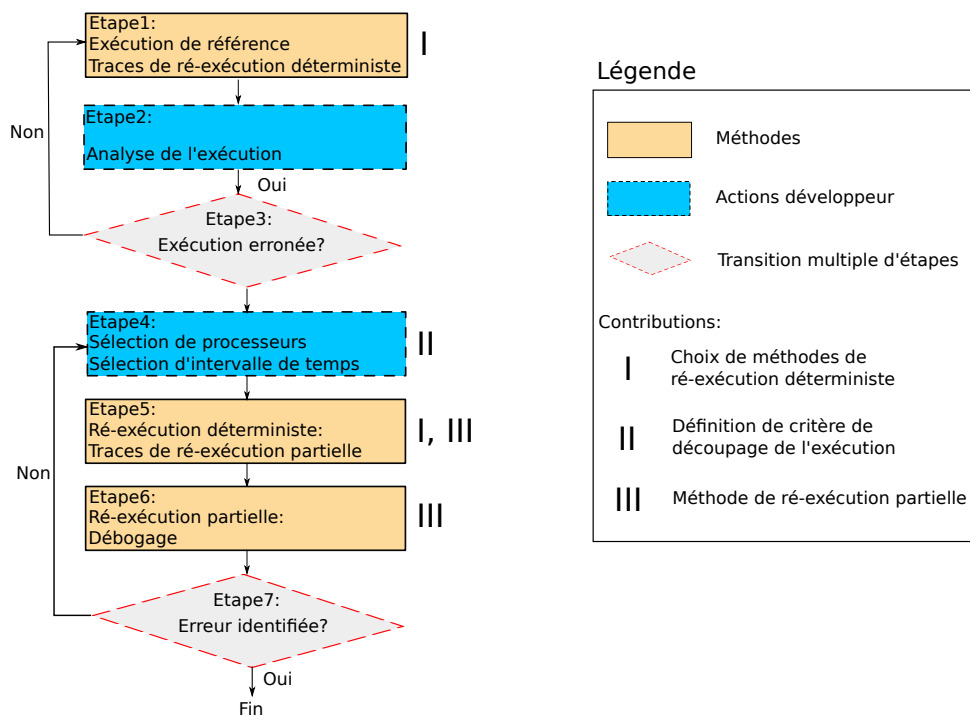 Etape1:
Exécution de référence
Traces de ré-exécution déterministe
I
Non
Etape2:
Analyse de l'exécution
Oui
Etape3:
Exécution erronée?
Etape4:
Sélection de processeurs
Sélection d'intervalle de temps
II
Etape5:
Ré-exécution déterministe:
Traces de ré-exécution partielle
I, III
Non
Etape6:
Ré-exécution partielle:
Débogage
III
Etape7:
Erreur identifiée?
Oui
Fin
Légende
Méthodes
Actions développeur
Transition multiple d'étapes
Contributions:
I
Choix de méthodes de
ré-exécution déterministe
II
Définition de critère de
découpage de l'exécution
III
Méthode de ré-exécution partielle